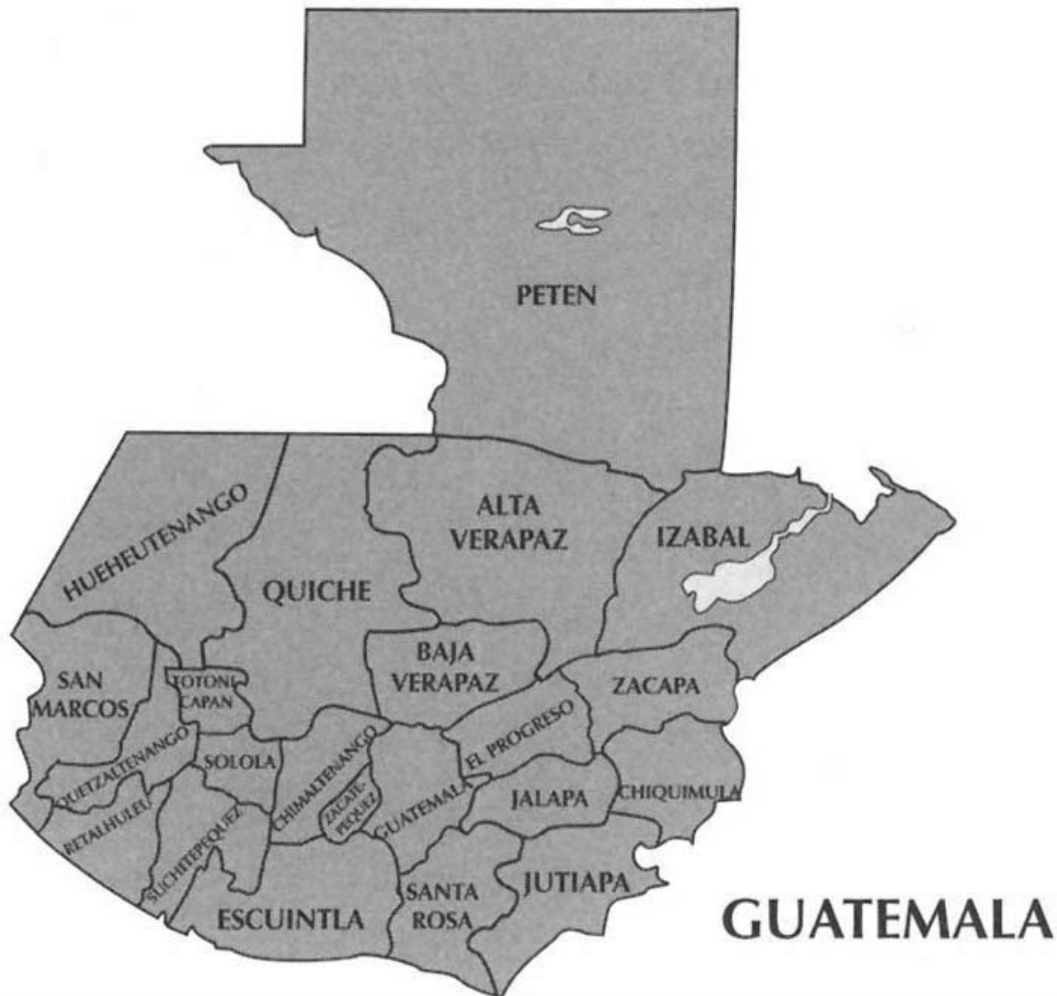 PETEN
HUEHEUTENANGO
QUICHE
ALTA
VERAPAZ
IZABAL
SAN
MARCOS
TOTONI
CAPAN
BAJA
VERAPAZ
ZACAPA
QUETZALTENANGO
SOLOLA
CHIMALTENANGO
ZACATE-
PEQUEZ
GUATEMALA
EL PROGRESO
JALAPA
CHIQUIMULA
RETALHULEU
SUCHITEPEQUEZ
ESCUINTLA
SANTA
ROSA
JUTIAPA
GUATEMALA